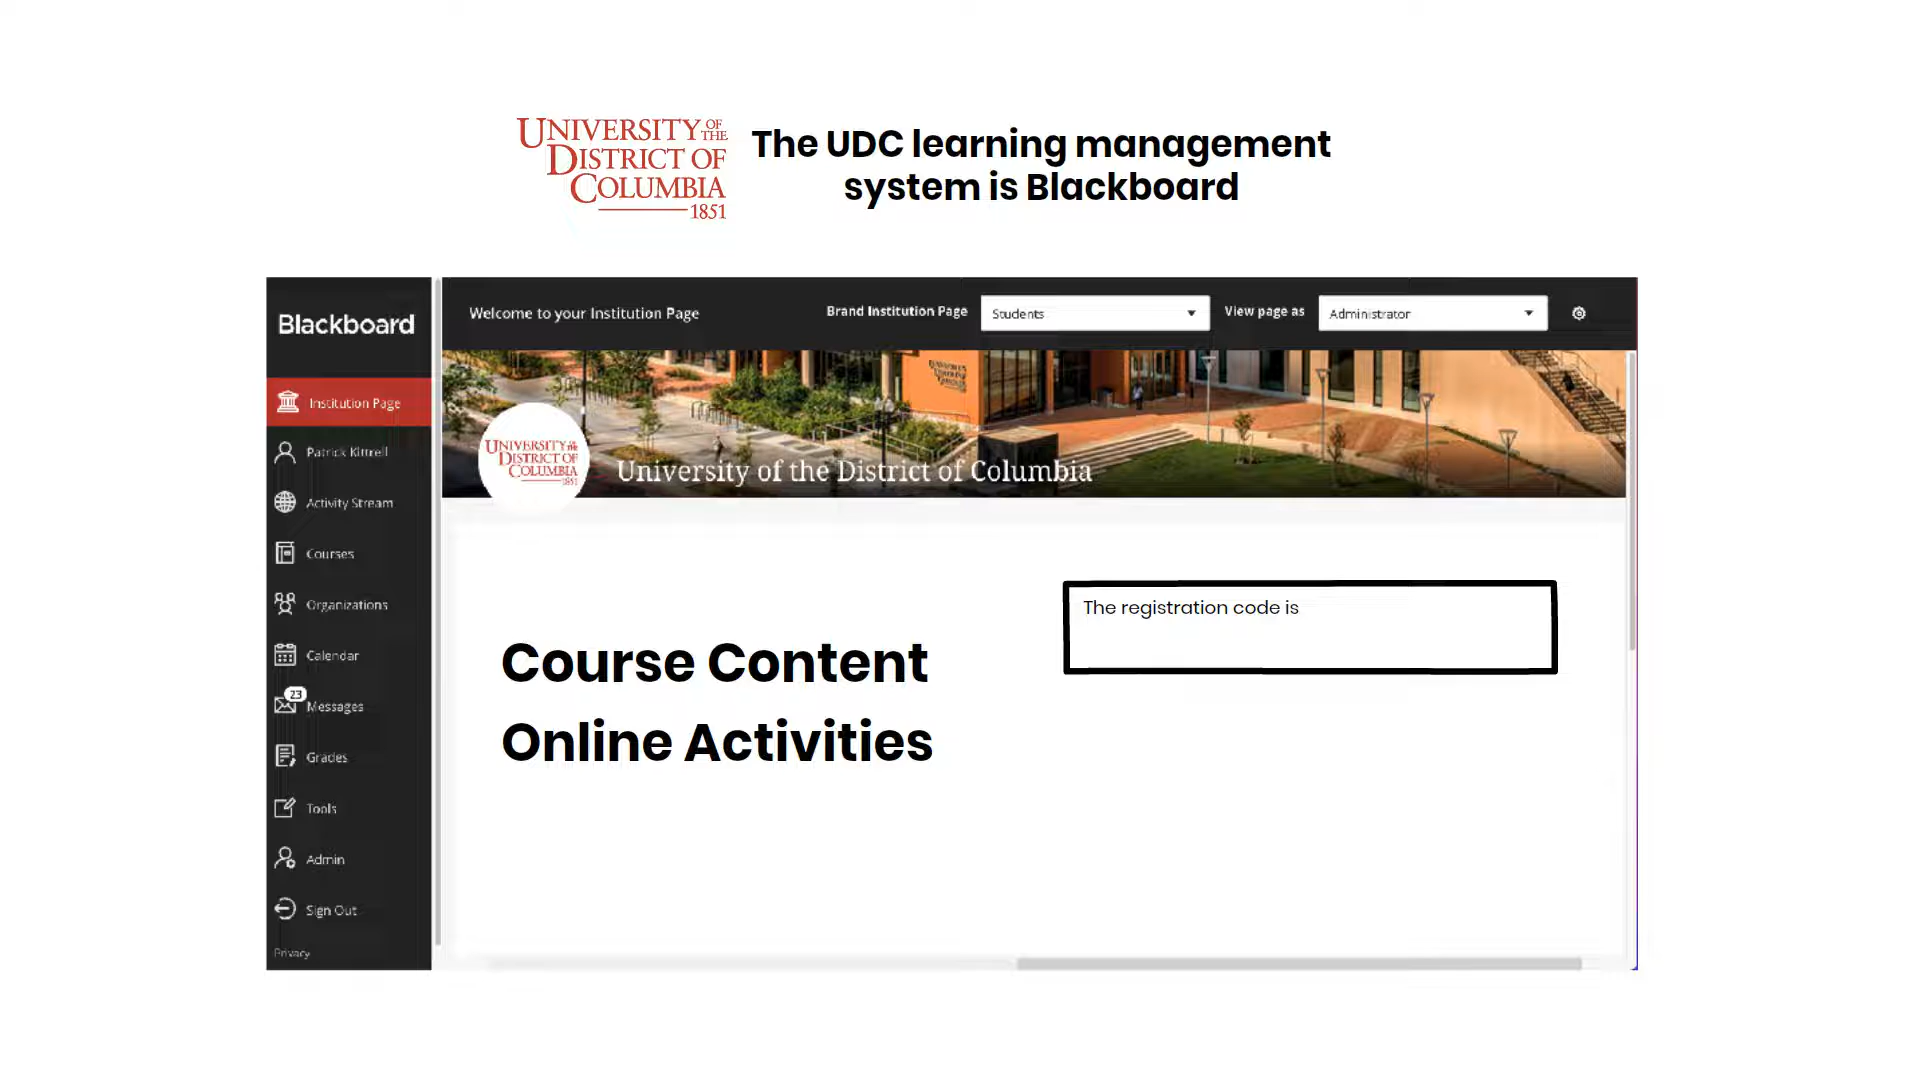 UNIVERSITY OF THE
DISTRICT OF
COLUMBIA
1851
The UDC learning management
system is Blackboard
Blackboard
Institution Page
Patrick Kittrell
Activity Stream
Courses
Organizations
Calendar
23
Messages
Grades
Tools
Admin
Sign Out
Privacy
Welcome to your Institution Page
Brand Institution Page
Students
View page as
Administrator
UNIVERSITY OF THE
DISTRICT OF
COLUMBIA
1851
University of the District of Columbia
Course Content
Online Activities
The registration code is